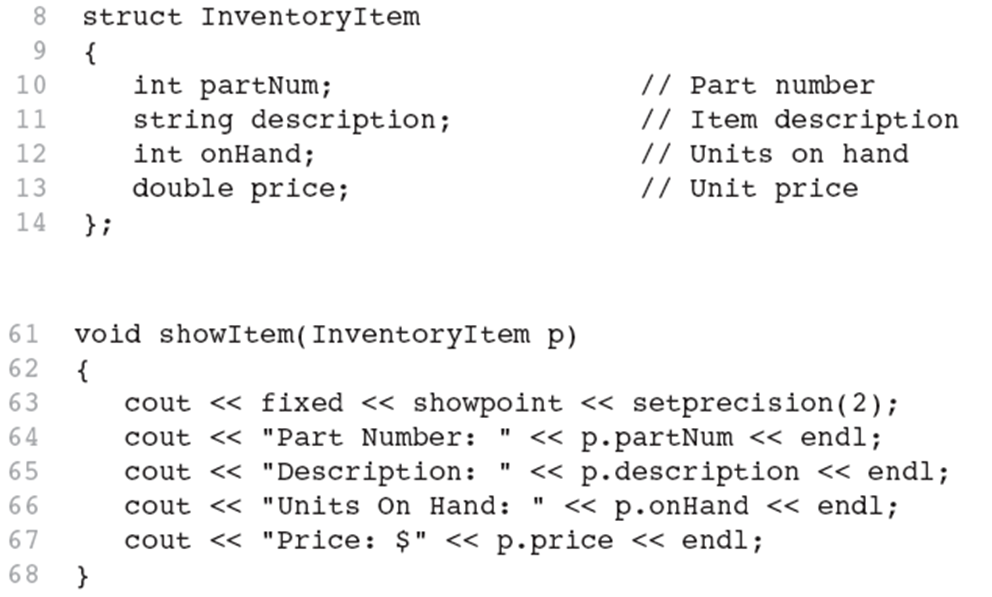 8 struct InventoryItem
9 {
10 int partNum; // Part number
11 string description; // Item description
12 int onHand; // Units on hand
13 double price; // Unit price
14 };
61 void showItem(InventoryItem p)
62 {
63 cout << fixed << showpoint << setprecision(2);
64 cout << "Part Number: " << p.partNum << endl;
65 cout << "Description: " << p.description << endl;
66 cout << "Units On Hand: " << p.onHand << endl;
67 cout << "Price: $" << p.price << endl;
68 }